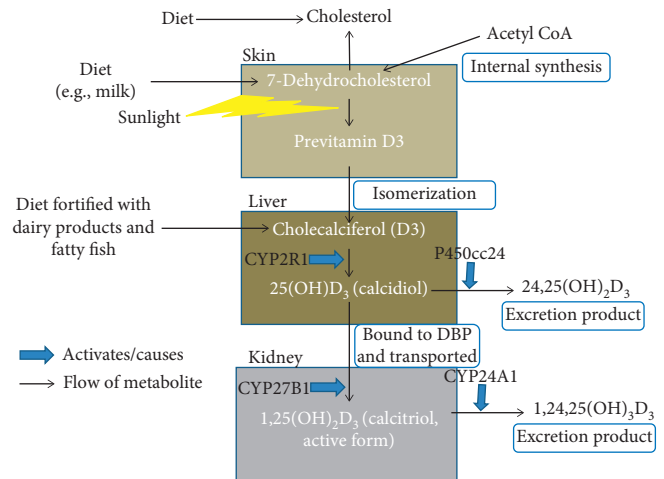 Diet
Cholesterol
Acetyl CoA
Skin
Internal synthesis
Diet
(e.g., milk)
7-Dehydrocholesterol
Sunlight
Previtamin D3
Isomerization
Liver
Diet fortified with
dairy products and
fatty fish
Cholecalciferol (D3)
CYP2R1
P450cc24
25(OH)D₃ (calcidiol)
24,25(OH)₂D₃
Excretion product
Bound to DBP
and transported
Activates/causes
Flow of metabolite
Kidney
CYP27B1
CYP24A1
1,25(OH)₂D₃ (calcitriol,
active form)
1,24,25(OH)₃D₃
Excretion product